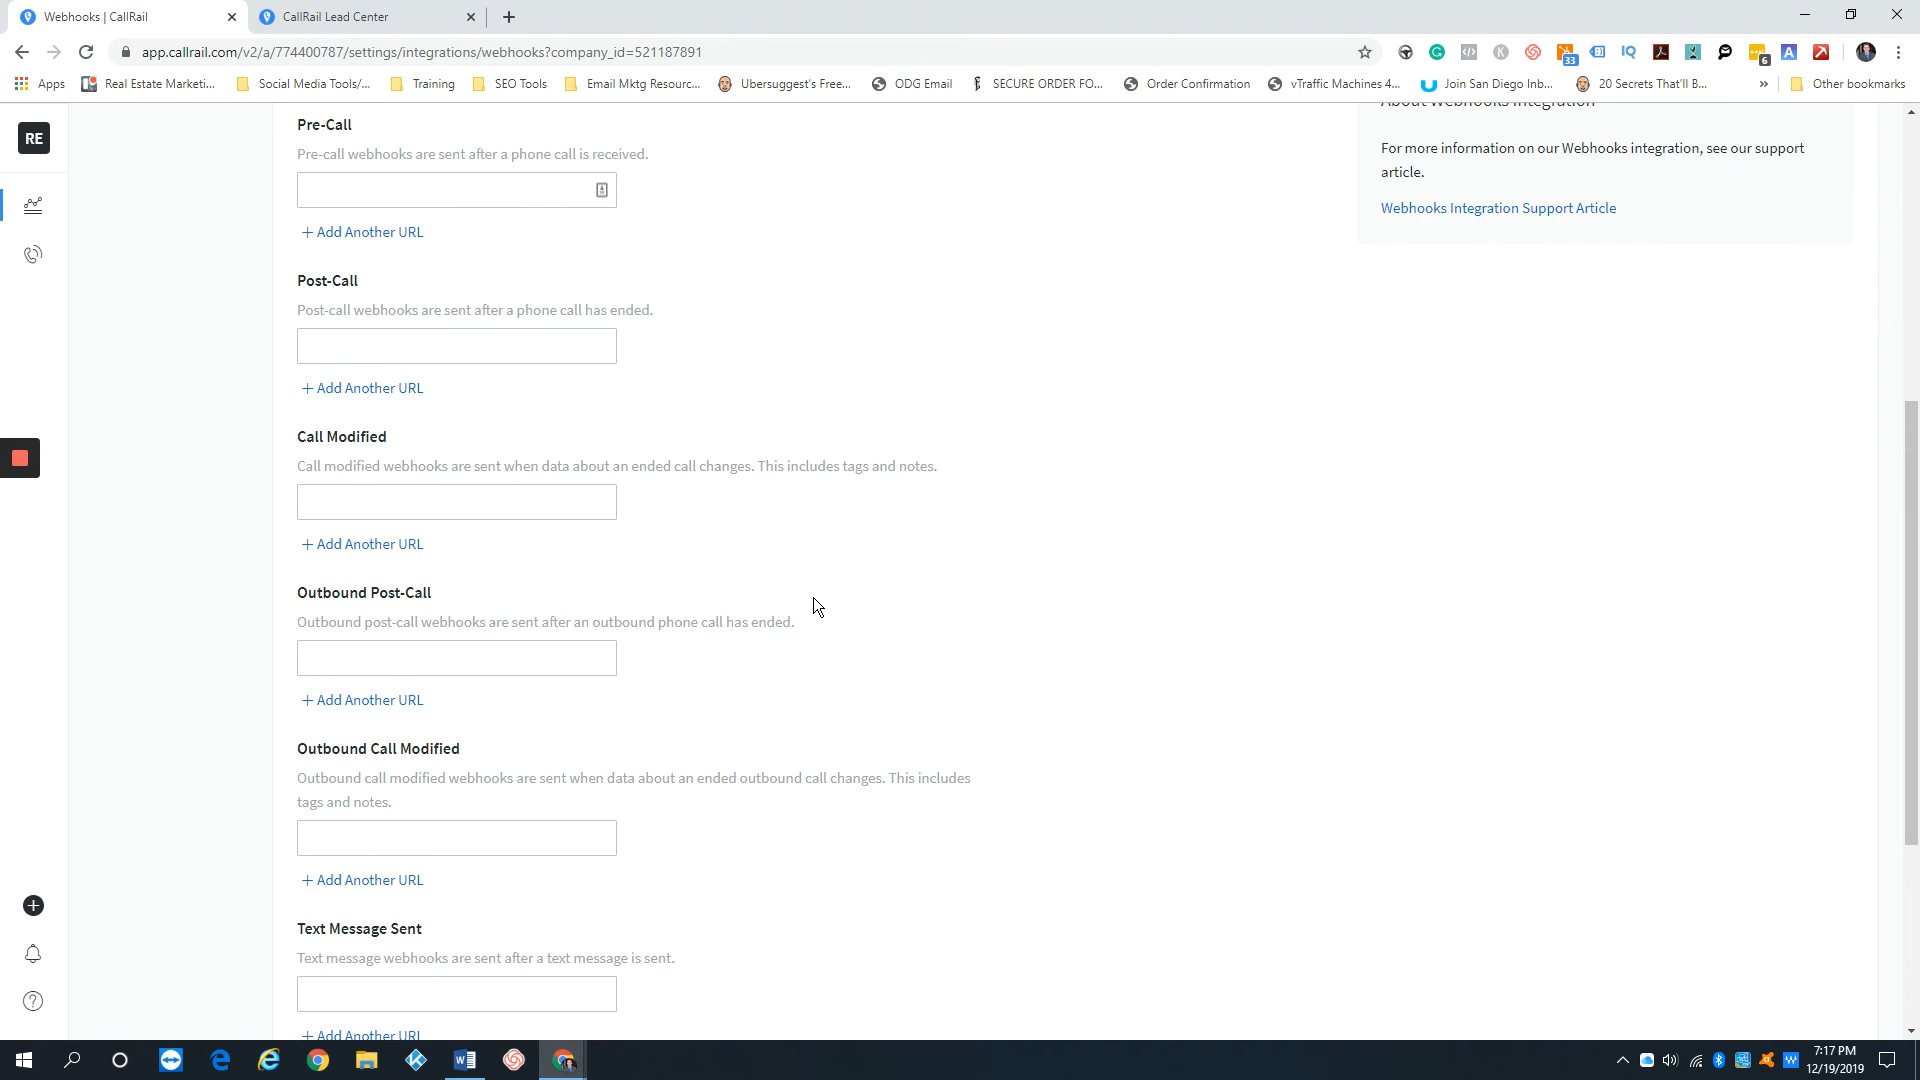 Webhooks | CallRail
CallRail Lead Center
app.callrail.com/v2/a/774400787/settings/integrations/webhooks?company_id=521187891
33
6
Apps
Real Estate Marketi...
Social Media Tools/...
Training
SEO Tools
Email Mktg Resourc...
Ubersuggest's Free...
ODG Email
SECURE ORDER FO...
Order Confirmation
vTraffic Machines 4...
Join San Diego Inb...
20 Secrets That'll B...
»
Other bookmarks
RE
About Webhooks Integration
For more information on our Webhooks integration, see our support
article.
Webhooks Integration Support Article
Pre-Call
Pre-call webhooks are sent after a phone call is received.
+ Add Another URL
Post-Call
Post-call webhooks are sent after a phone call has ended.
+ Add Another URL
Call Modified
Call modified webhooks are sent when data about an ended call changes. This includes tags and notes.
+ Add Another URL
Outbound Post-Call
Outbound post-call webhooks are sent after an outbound phone call has ended.
+ Add Another URL
Outbound Call Modified
Outbound call modified webhooks are sent when data about an ended outbound call changes. This includes
tags and notes.
+ Add Another URL
Text Message Sent
Text message webhooks are sent after a text message is sent.
+ Add Another URL
7:17 PM
12/19/2019